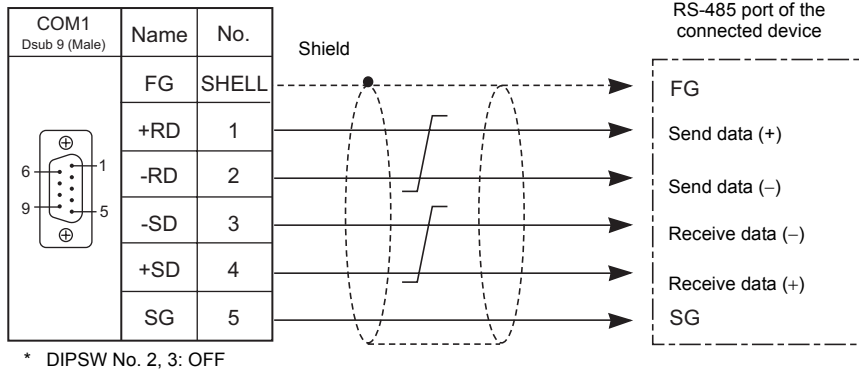 COM1
Dsub 9 (Male)
Name
No.
Shield
RS-485 port of the
connected device
FG
SHELL
FG
+RD
1
Send data (+)
-RD
2
Send data (−)
-SD
3
Receive data (−)
+SD
4
Receive data (+)
SG
5
SG
6
1
9
5
* DIPSW No. 2, 3: OFF